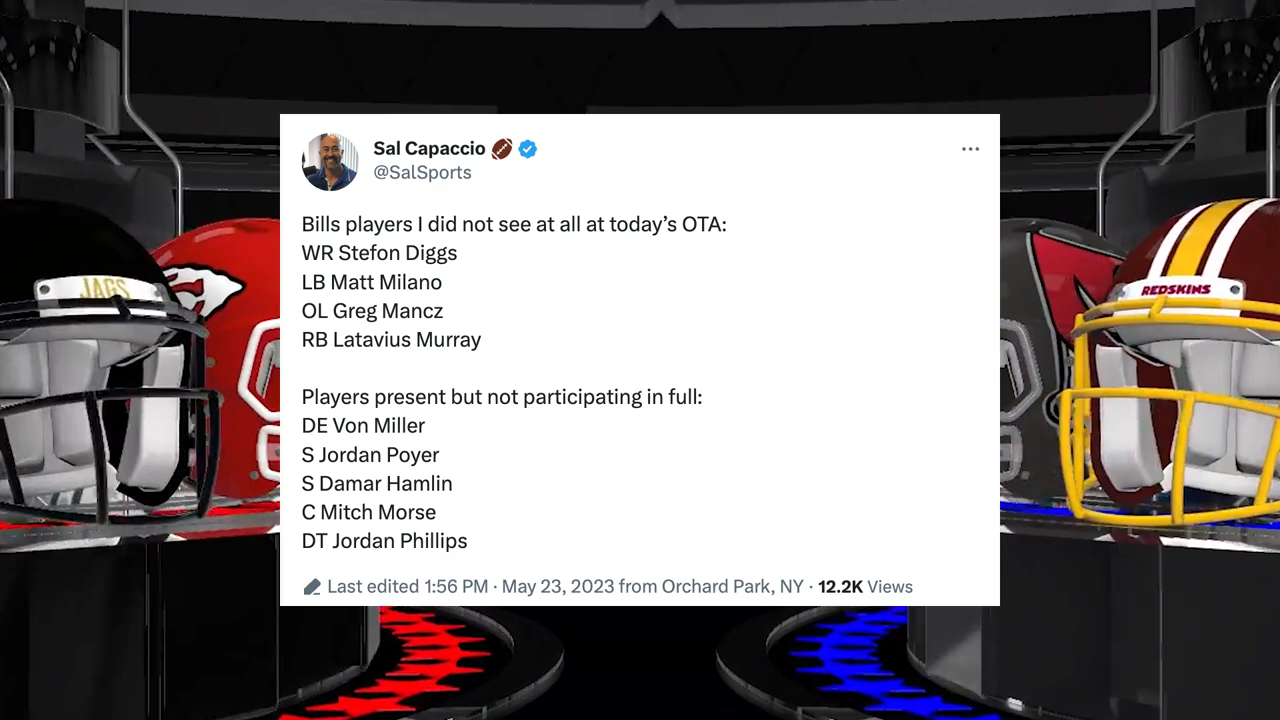 Sal Capaccio 🏈
@SalSports
Bills players I did not see at all at today’s OTA:
WR Stefon Diggs
LB Matt Milano
OL Greg Mancz
RB Latavius Murray
Players present but not participating in full:
DE Von Miller
S Jordan Poyer
S Damar Hamlin
C Mitch Morse
DT Jordan Phillips
Last edited 1:56 PM · May 23, 2023 from Orchard Park, NY · 12.2K Views
JAGS
REDSKINS